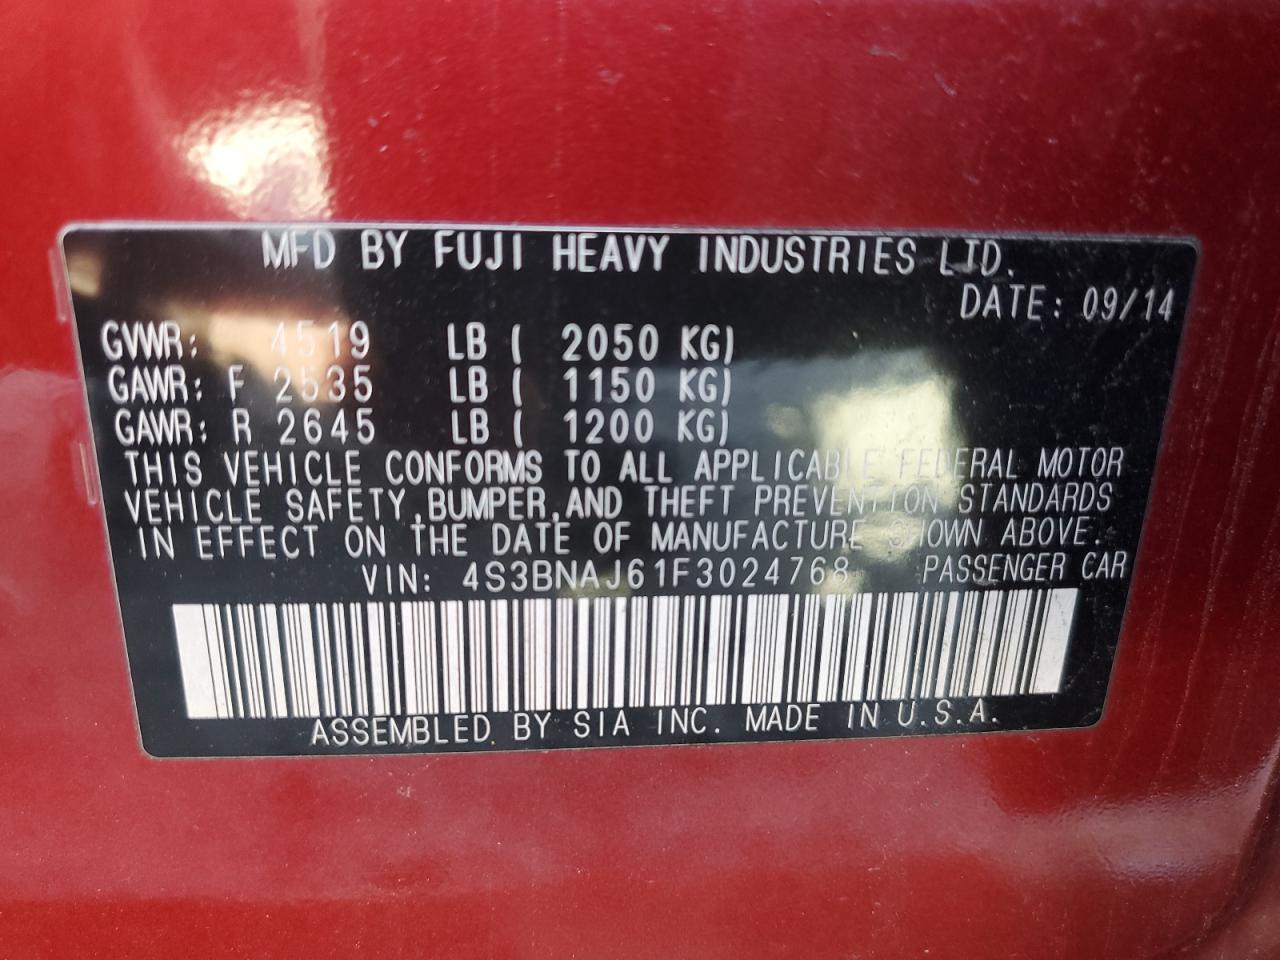 MFD BY FUJI HEAVY INDUSTRIES LTD.
DATE: 09/14
GVWR: 4519 LB ( 2050 KG)
GAWR: F 2535 LB ( 1150 KG)
GAWR: R 2645 LB ( 1200 KG)
THIS VEHICLE CONFORMS TO ALL APPLICABLE FEDERAL MOTOR
VEHICLE SAFETY,BUMPER,AND THEFT PREVENTION STANDARDS
IN EFFECT ON THE DATE OF MANUFACTURE SHOWN ABOVE.
VIN: 4S3BNAJ61F3024768 PASSENGER CAR
ASSEMBLED BY SIA INC. MADE IN U.S.A.